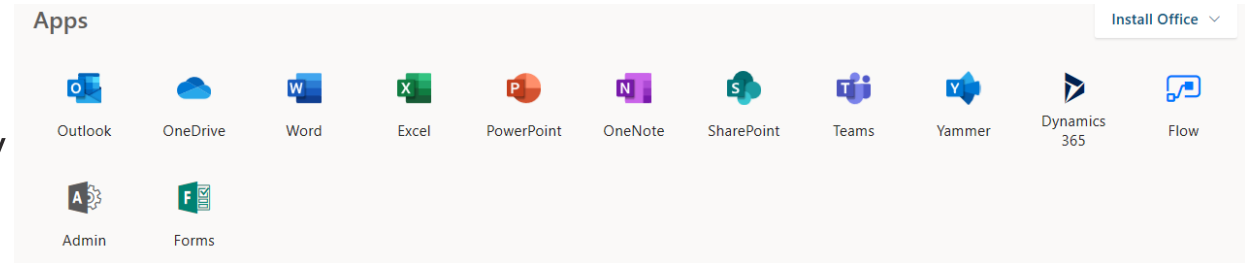 Apps
Install Office
Outlook OneDrive Word Excel PowerPoint OneNote SharePoint Teams Yammer Dynamics 365 Flow
Admin Forms